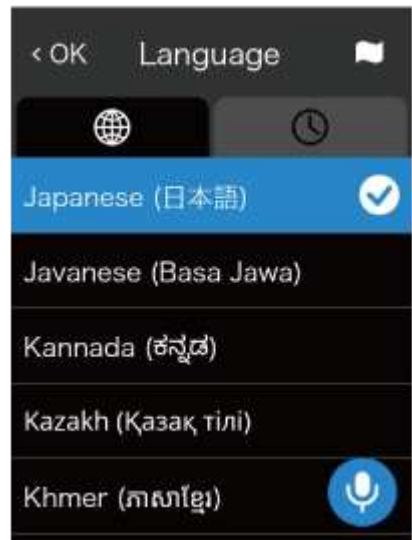 < OK Language
Japanese (日本語)
Javanese (Basa Jawa)
Kannada (ಕನ್ನಡ)
Kazakh (Қазақ тілі)
Khmer (ភាសាខ្មែរ)